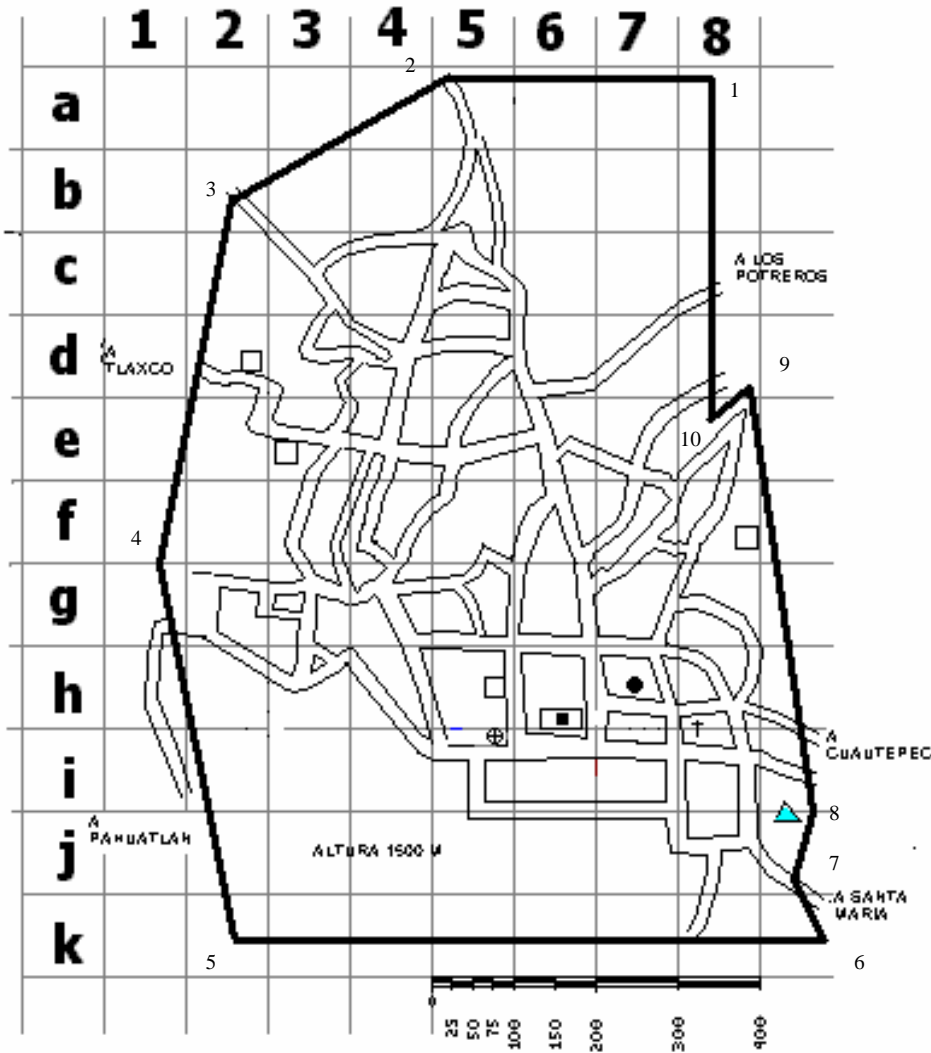 1 2 3 4 5 6 7 8
2
1
a
3
b
c
A LOS
POTREROS
d
A
TLAXCO
9
e
10
f
4
g
h
A
CUAUTEPEC
i
8
A
PAHUATLAN
j
ALTURA 1500 M
7
A SANTA
MARIA
k
5
6
0 25 50 75 100 200 300 400